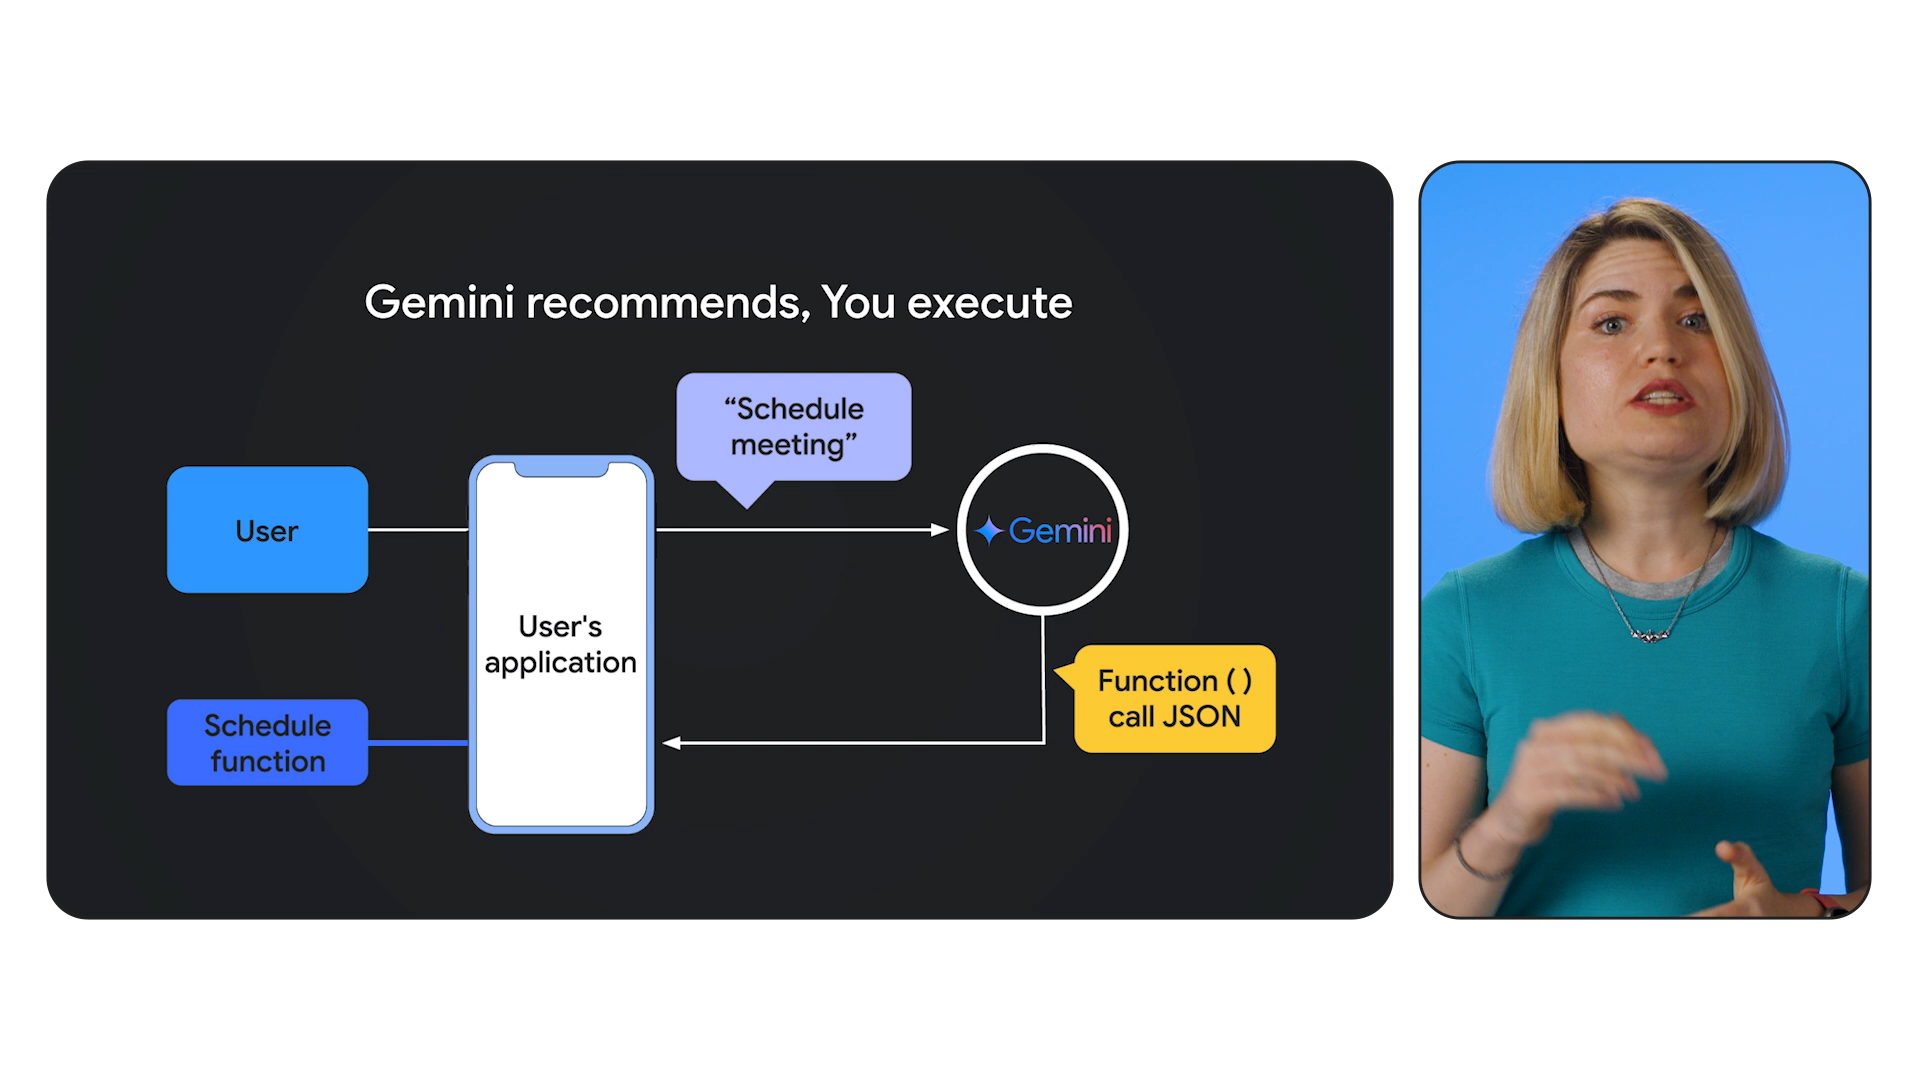 Gemini recommends, You execute
“Schedule
meeting”
User
Gemini
User's
application
Function ( )
call JSON
Schedule
function